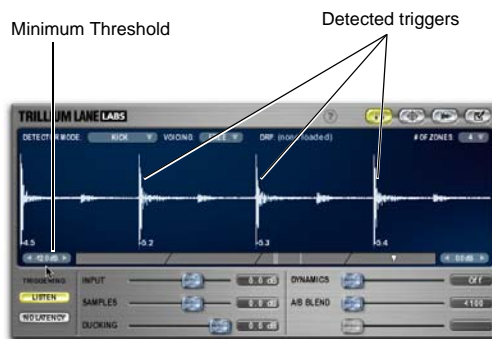 Minimum Threshold
Detected triggers
TRILLIUM LANE LABS
?
DETECTOR MODE: KICK VOICING: DRP: (none loaded) # OF ZONES: 4
-4.5 -5.2 -5.3 -5.4
-12.0 dB 0.0 dB
TRIGGERING: INPUT 0.0 dB DYNAMICS Off
LISTEN SAMPLES 0.0 dB A/B BLEND <100
NO LATENCY DUCKING 0.0 dB